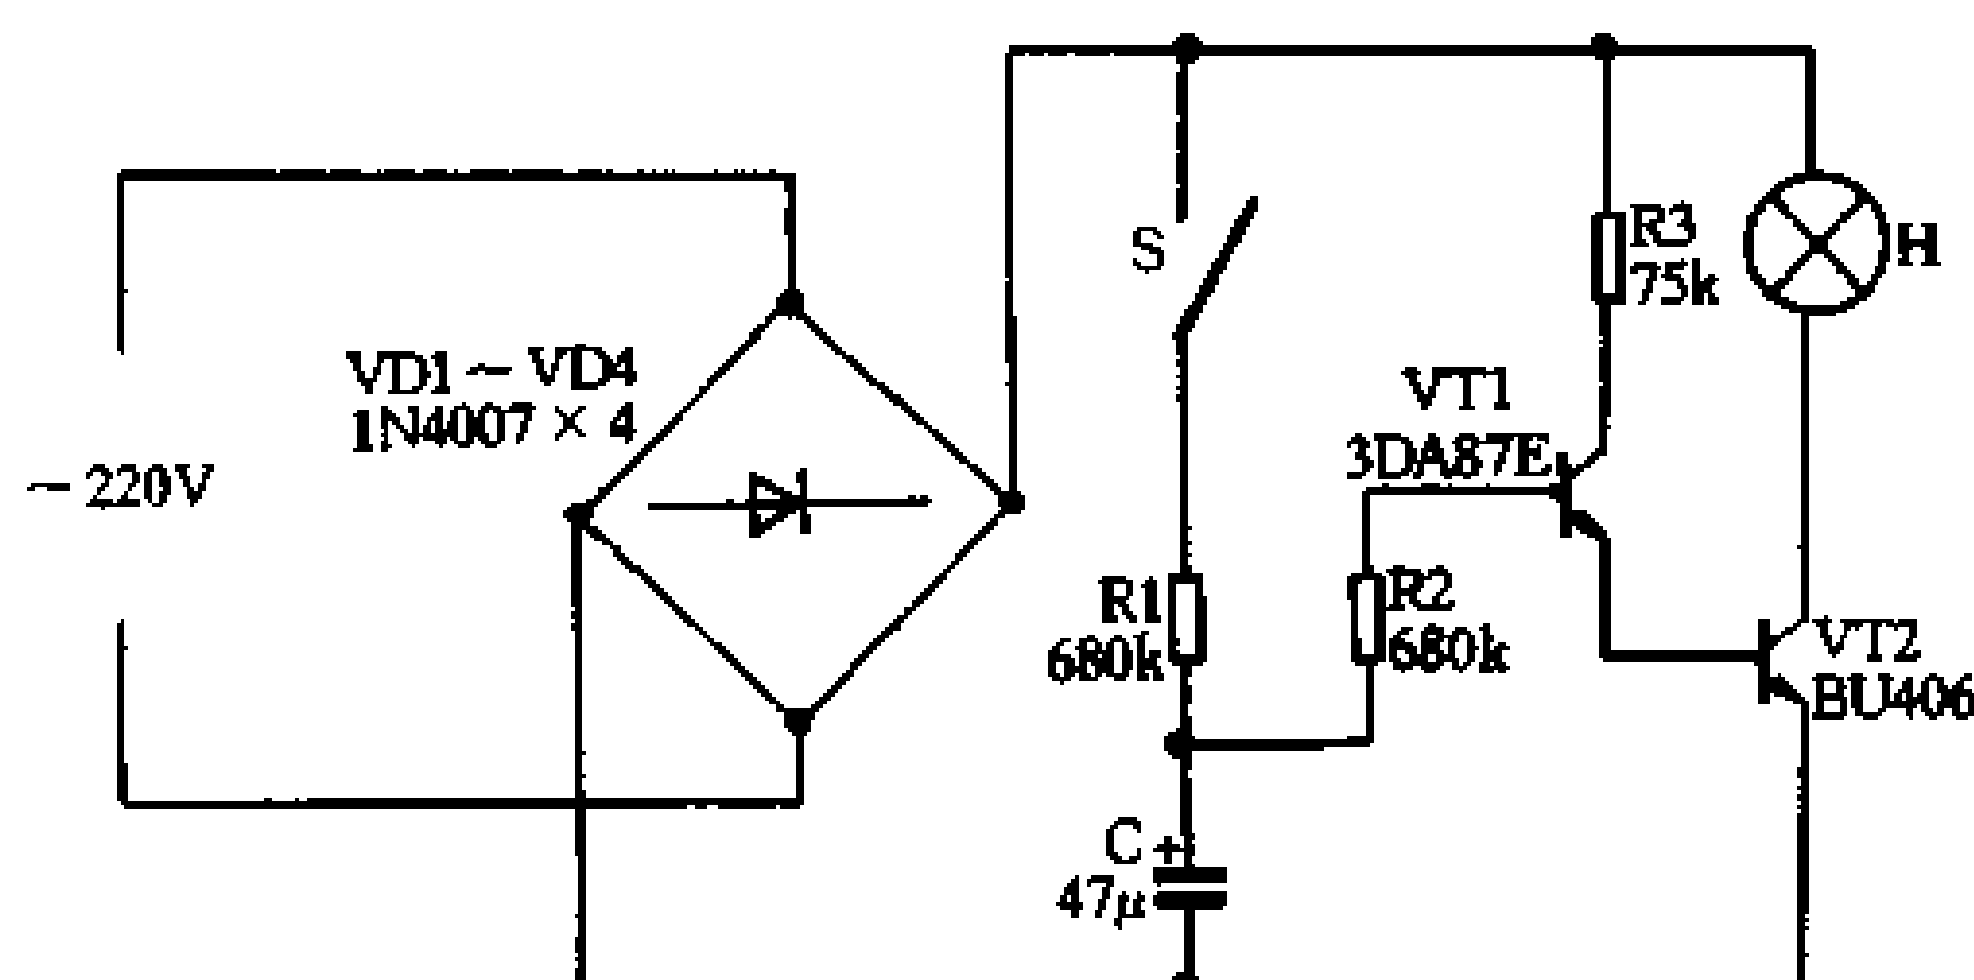 S
R3
75k
H
VD1~VD4
1N4007×4
~220V
VT1
3DA87E
R1
680k
R2
680k
VT2
BU406
C +
47μ